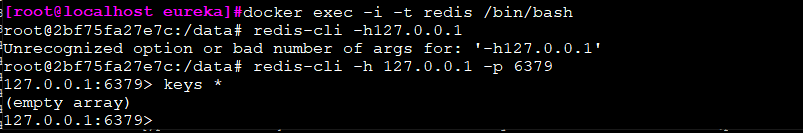 [root@localhost eureka]#docker exec -i -t redis /bin/bash
root@2bf75fa27e7c:/data# redis-cli -h127.0.0.1
Unrecognized option or bad number of args for: '-h127.0.0.1'
root@2bf75fa27e7c:/data# redis-cli -h 127.0.0.1 -p 6379
127.0.0.1:6379> keys *
(empty array)
127.0.0.1:6379>